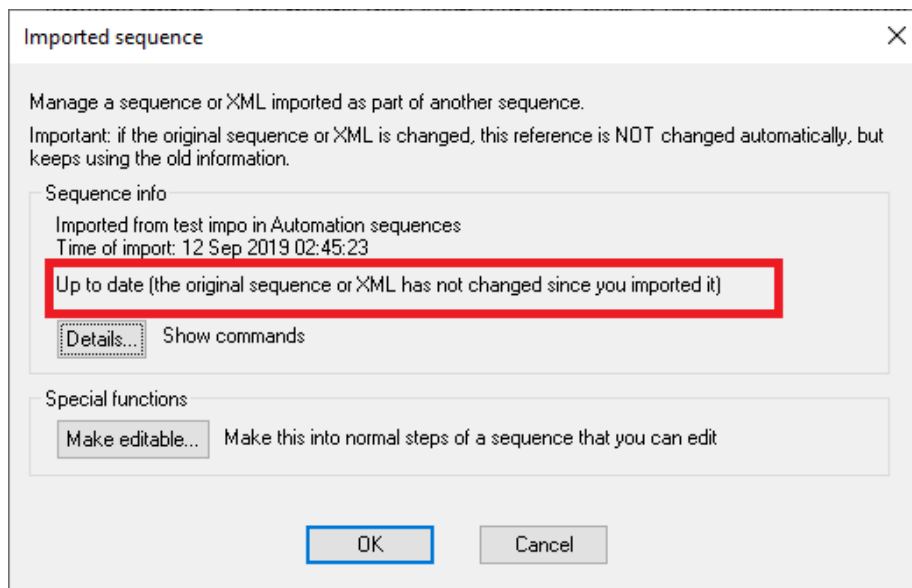 Imported sequence
Manage a sequence or XML imported as part of another sequence.
Important: if the original sequence or XML is changed, this reference is NOT changed automatically, but
keeps using the old information.
Sequence info
Imported from test impo in Automation sequences
Time of import: 12 Sep 2019 02:45:23
Up to date (the original sequence or XML has not changed since you imported it)
Details... Show commands
Special functions
Make editable... Make this into normal steps of a sequence that you can edit
OK Cancel